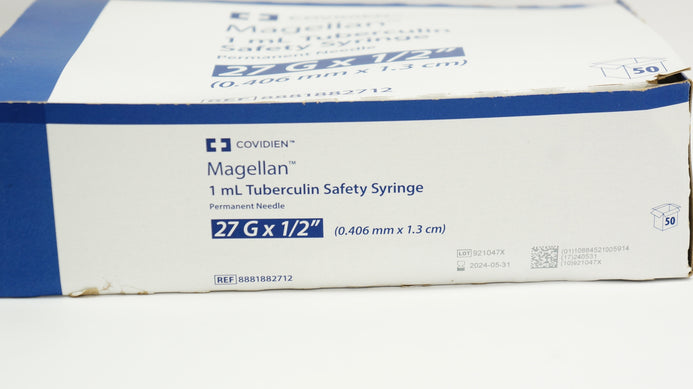 Magellan™
1 mL Tuberculin
Safety Syringe
Permanent Needle
27 G x 1/2"
(0.406 mm x 1.3 cm)
REF 8881882712
50
COVIDIEN™
Magellan™
1 mL Tuberculin Safety Syringe
Permanent Needle
27 G x 1/2" (0.406 mm x 1.3 cm)
50
LOT 921047X
2024-05-31
(01)10884521005914
(17)240531
(10)921047X
REF 8881882712